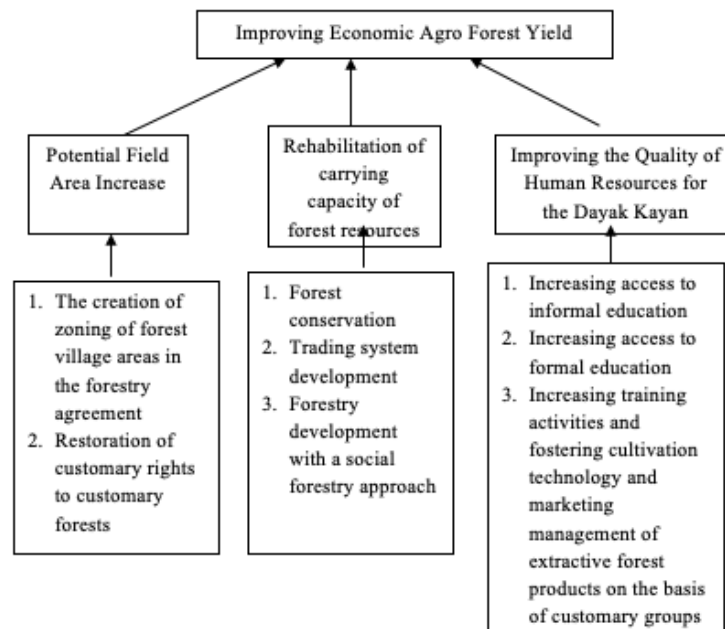 Improving Economic Agro Forest Yield
Potential Field
Area Increase
Rehabilitation of
carrying
capacity of
forest resources
Improving the Quality of
Human Resources for
the Dayak Kayan
1. The creation of
zoning of forest
village areas in
the forestry
agreement
2. Restoration of
customary rights
to customary
forests
1. Forest
conservation
2. Trading system
development
3. Forestry
development
with a social
forestry approach
1. Increasing access to
informal education
2. Increasing access to
formal education
3. Increasing training
activities and
fostering cultivation
technology and
marketing
management of
extractive forest
products on the basis
of customary groups